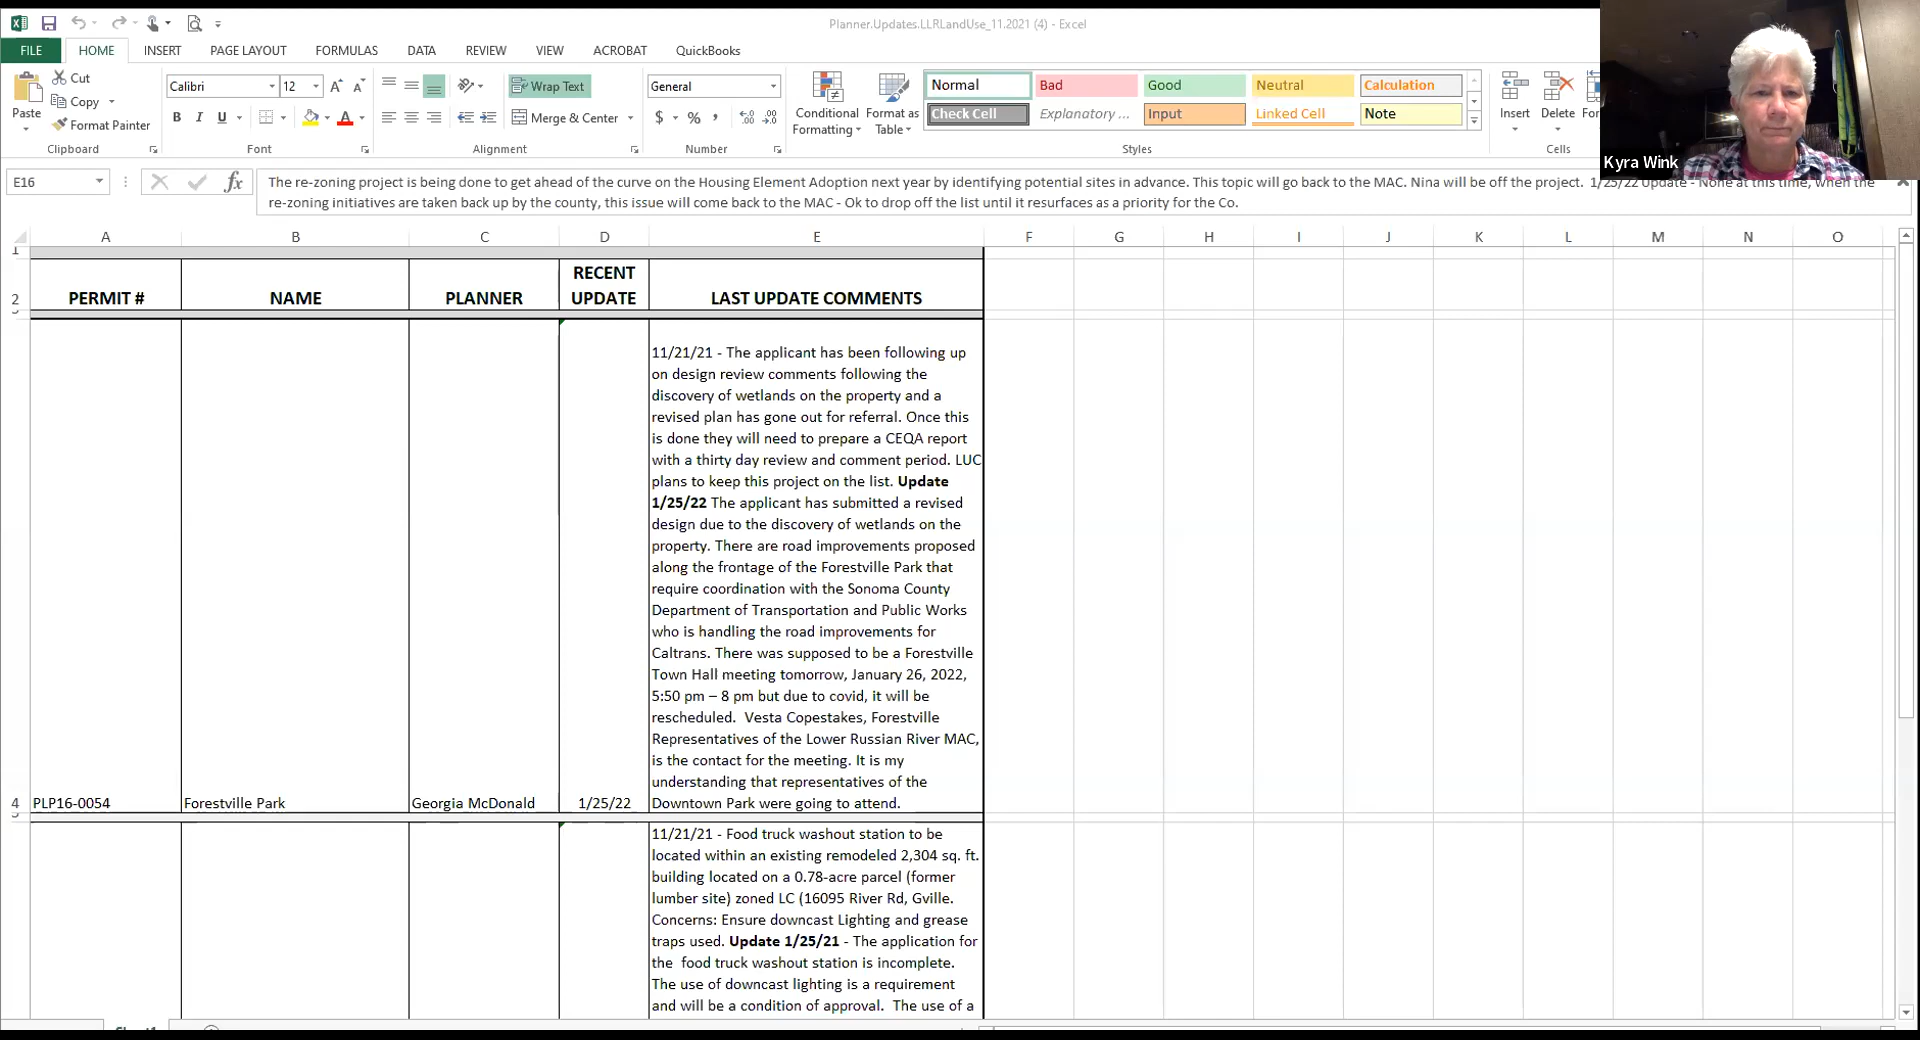 Planner.Updates.LLRLandUse_11.2021 (4) - Excel
FILE HOME INSERT PAGE LAYOUT FORMULAS DATA REVIEW VIEW ACROBAT QuickBooks
Cut
Copy
Format Painter
Paste
Clipboard
Calibri 12
B I U
Font
Wrap Text
Merge & Center
Alignment
General
$ % ,
Number
Conditional
Formatting
Format as
Table
Normal Bad Good Neutral Calculation
Check Cell Explanatory ... Input Linked Cell Note
Styles
Insert Delete
Cells
Kyra Wink
E16
fx
The re-zoning project is being done to get ahead of the curve on the Housing Element Adoption next year by identifying potential sites in advance. This topic will go back to the MAC. Nina will be off the project. 1/25/22 Update - None at this time, when the
re-zoning initiatives are taken back up by the county, this issue will come back to the MAC - Ok to drop off the list until it resurfaces as a priority for the Co.
A B C D E F G H I J K L M N O
1
2
PERMIT # NAME PLANNER
RECENT
UPDATE
LAST UPDATE COMMENTS
3
11/21/21 - The applicant has been following up
on design review comments following the
discovery of wetlands on the property and a
revised plan has gone out for referral. Once this
is done they will need to prepare a CEQA report
with a thirty day review and comment period. LUC
plans to keep this project on the list. Update
1/25/22 The applicant has submitted a revised
design due to the discovery of wetlands on the
property. There are road improvements proposed
along the frontage of the Forestville Park that
require coordination with the Sonoma County
Department of Transportation and Public Works
who is handling the road improvements for
Caltrans. There was supposed to be a Forestville
Town Hall meeting tomorrow, January 26, 2022,
5:50 pm – 8 pm but due to covid, it will be
rescheduled. Vesta Copestakes, Forestville
Representatives of the Lower Russian River MAC,
is the contact for the meeting. It is my
understanding that representatives of the
Downtown Park were going to attend.
4 PLP16-0054 Forestville Park Georgia McDonald 1/25/22
5
11/21/21 - Food truck washout station to be
located within an existing remodeled 2,304 sq. ft.
building located on a 0.78-acre parcel (former
lumber site) zoned LC (16095 River Rd, Gville.
Concerns: Ensure downcast Lighting and grease
traps used. Update 1/25/21 - The application for
the food truck washout station is incomplete.
The use of downcast lighting is a requirement
and will be a condition of approval. The use of a